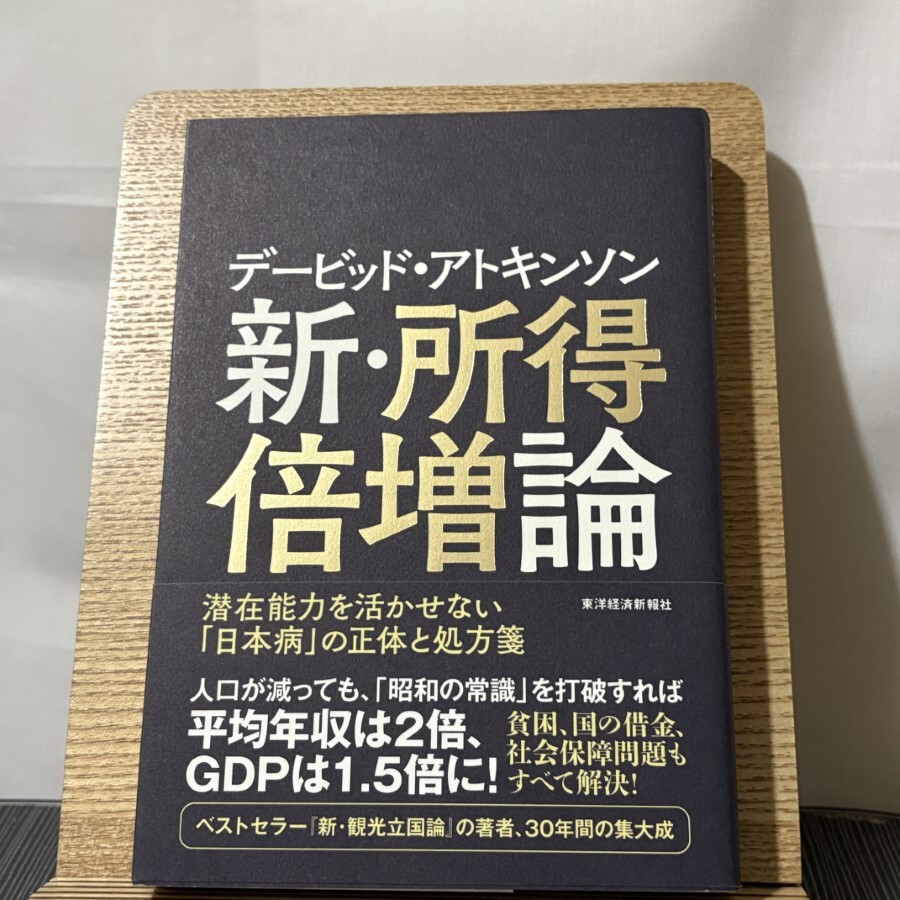 デービッド・アトキンソン
新・所得
倍増論
潜在能力を活かせない
「日本病」の正体と処方箋
東洋経済新報社
人口が減っても、「昭和の常識」を打破すれば
平均年収は2倍、
GDPは1.5倍に!
貧困、国の借金、
社会保障問題も
すべて解決!
ベストセラー『新・観光立国論』の著者、30年間の集大成